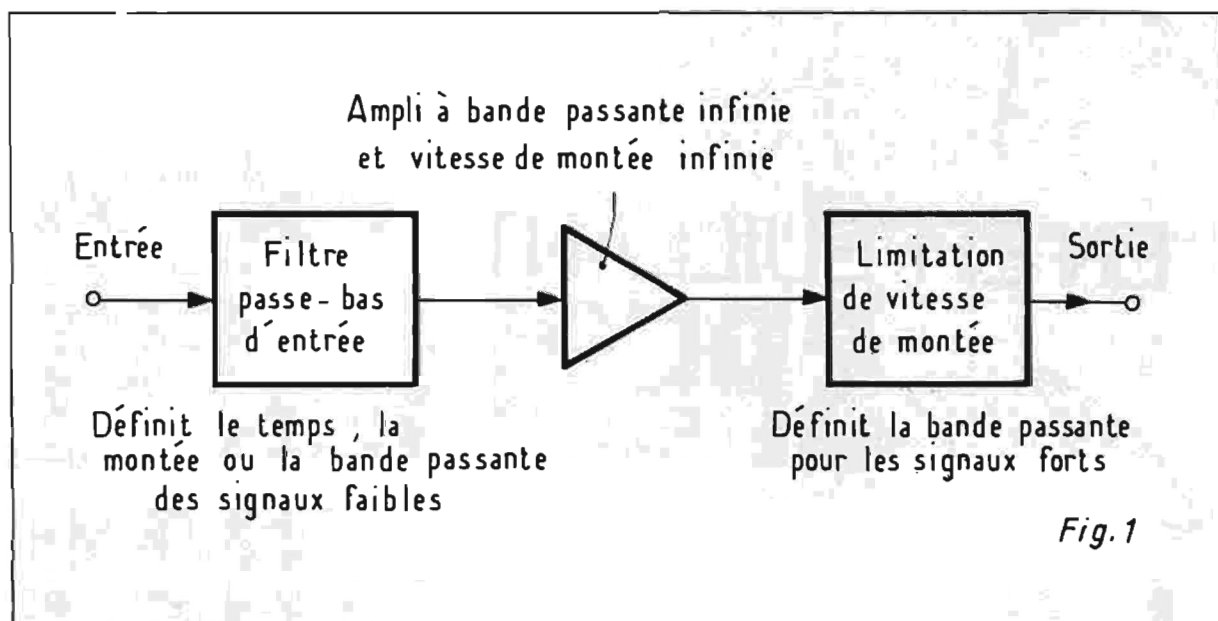 Ampli à bande passante infinie
et vitesse de montée infinie
Entrée
Filtre
passe-bas
d'entrée
Limitation
de vitesse
de montée
Sortie
Définit le temps, la
montée ou la bande passante
des signaux faibles
Définit la bande passante
pour les signaux forts
Fig. 1